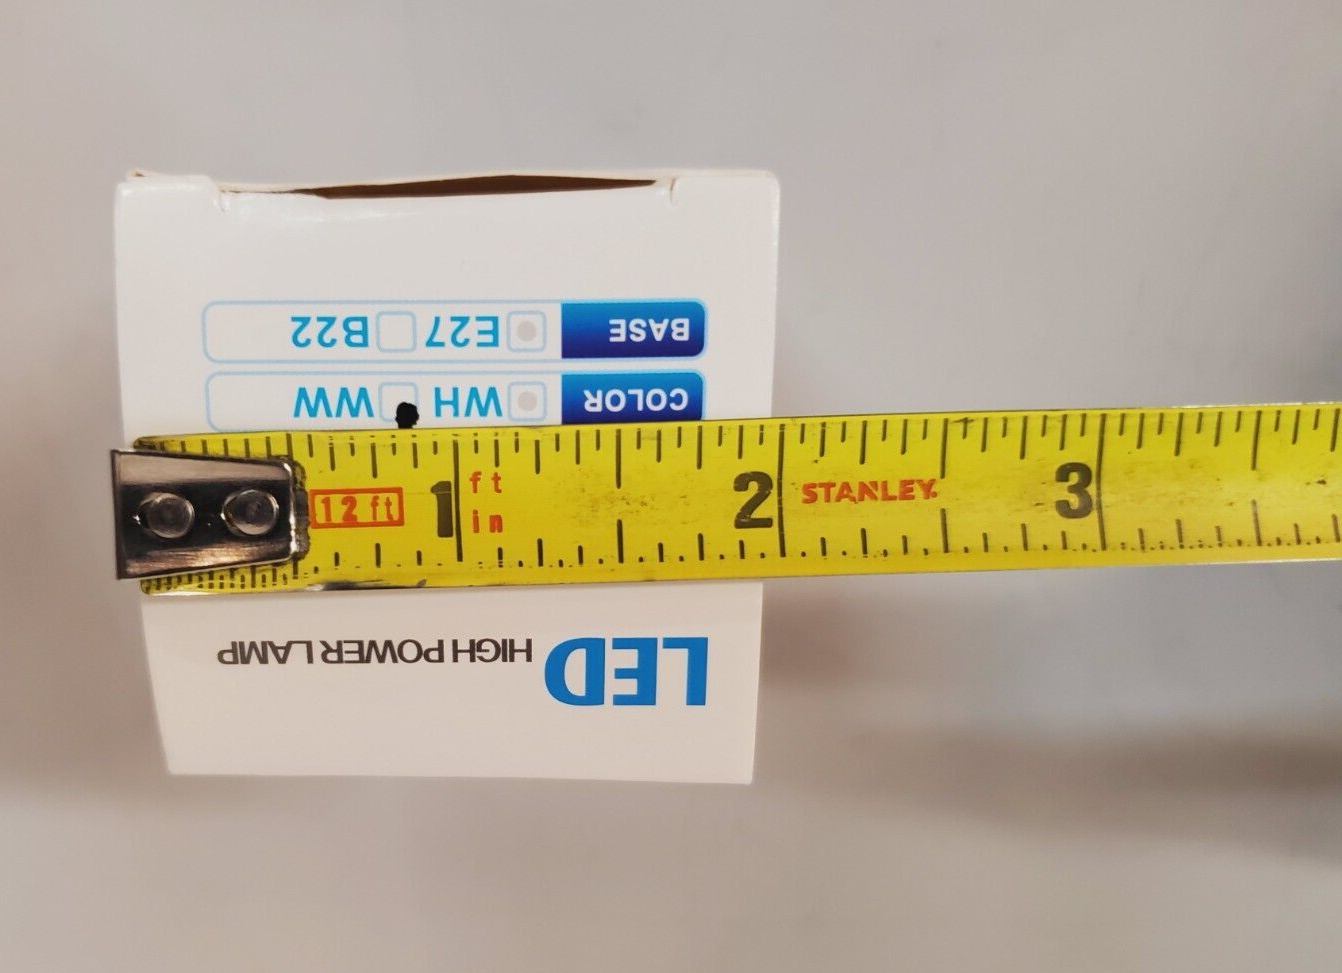 BASE E27 B22
COLOR WH WW
12 ft 1 ft in 2 STANLEY. 3
LED HIGH POWER LAMP